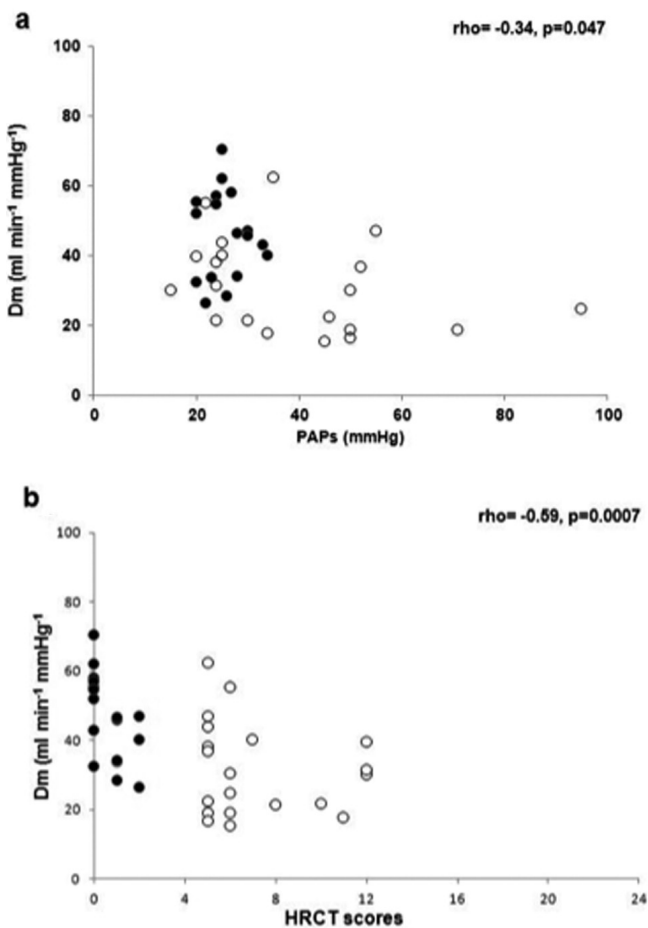 a
rho= -0.34, p=0.047
100
80
60
40
20
0
Dm (ml min⁻¹ mmHg⁻¹)
0 20 40 60 80 100
PAPs (mmHg)
b
rho= -0.59, p=0.0007
100
80
60
40
20
0
Dm (ml min⁻¹ mmHg⁻¹)
0 4 8 12 16 20 24
HRCT scores